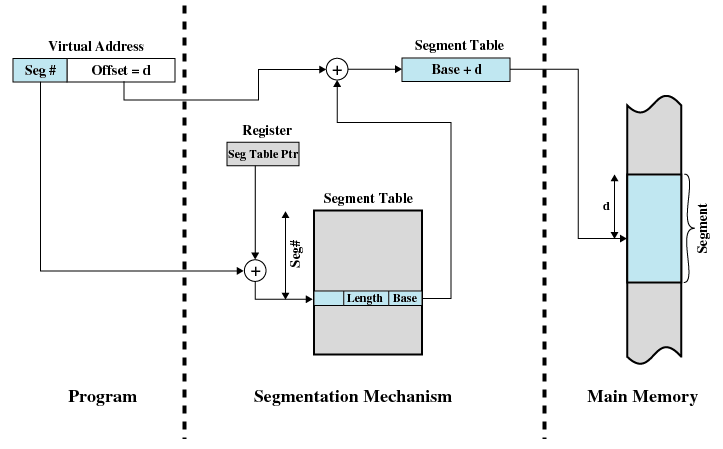 Virtual Address
Seg #
Offset = d
Segment Table
+
Base + d
Register
Seg Table Ptr
Segment Table
Seg#
+
Length
Base
d
Segment
Program
Segmentation Mechanism
Main Memory